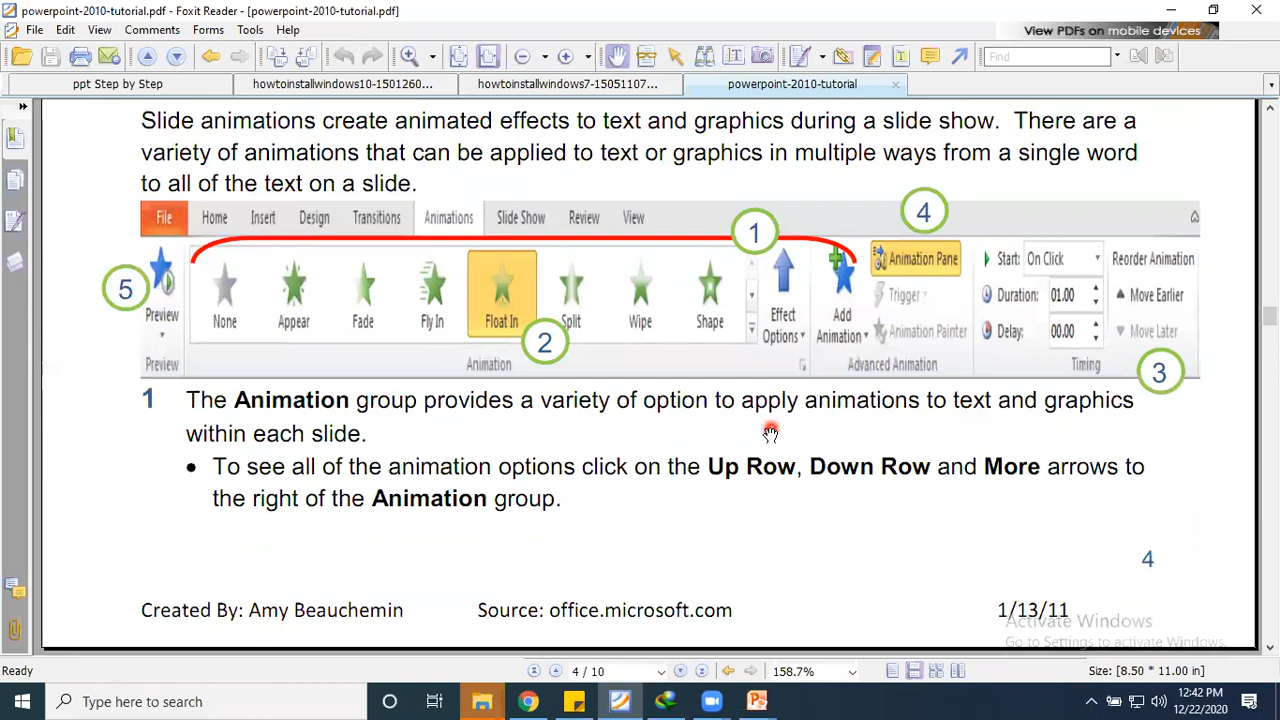 powerpoint-2010-tutorial.pdf - Foxit Reader - [powerpoint-2010-tutorial.pdf]
File Edit View Comments Forms Tools Help
View PDFs on mobile devices
Find
ppt Step by Step
howtoinstallwindows10-1501260...
howtoinstallwindows7-15051107...
powerpoint-2010-tutorial
Slide animations create animated effects to text and graphics during a slide show. There are a
variety of animations that can be applied to text or graphics in multiple ways from a single word
to all of the text on a slide.
File Home Insert Design Transitions Animations Slide Show Review View
4
1
5
Preview
Preview
None Appear Fade Fly In Float In Split Wipe Shape
2
Animation
Effect
Options
Add
Animation
Animation Pane
Trigger
Animation Painter
Advanced Animation
Start: On Click
Duration: 01.00
Delay: 00.00
Timing
Reorder Animation
Move Earlier
Move Later
3
1 The Animation group provides a variety of option to apply animations to text and graphics
within each slide.
• To see all of the animation options click on the Up Row, Down Row and More arrows to
the right of the Animation group.
4
Created By: Amy Beauchemin Source: office.microsoft.com 1/13/11
Activate Windows
Go to Settings to activate Windows.
Ready
4 / 10
158.7%
Size: [8.50 * 11.00 in]
Type here to search
12:42 PM
12/22/2020